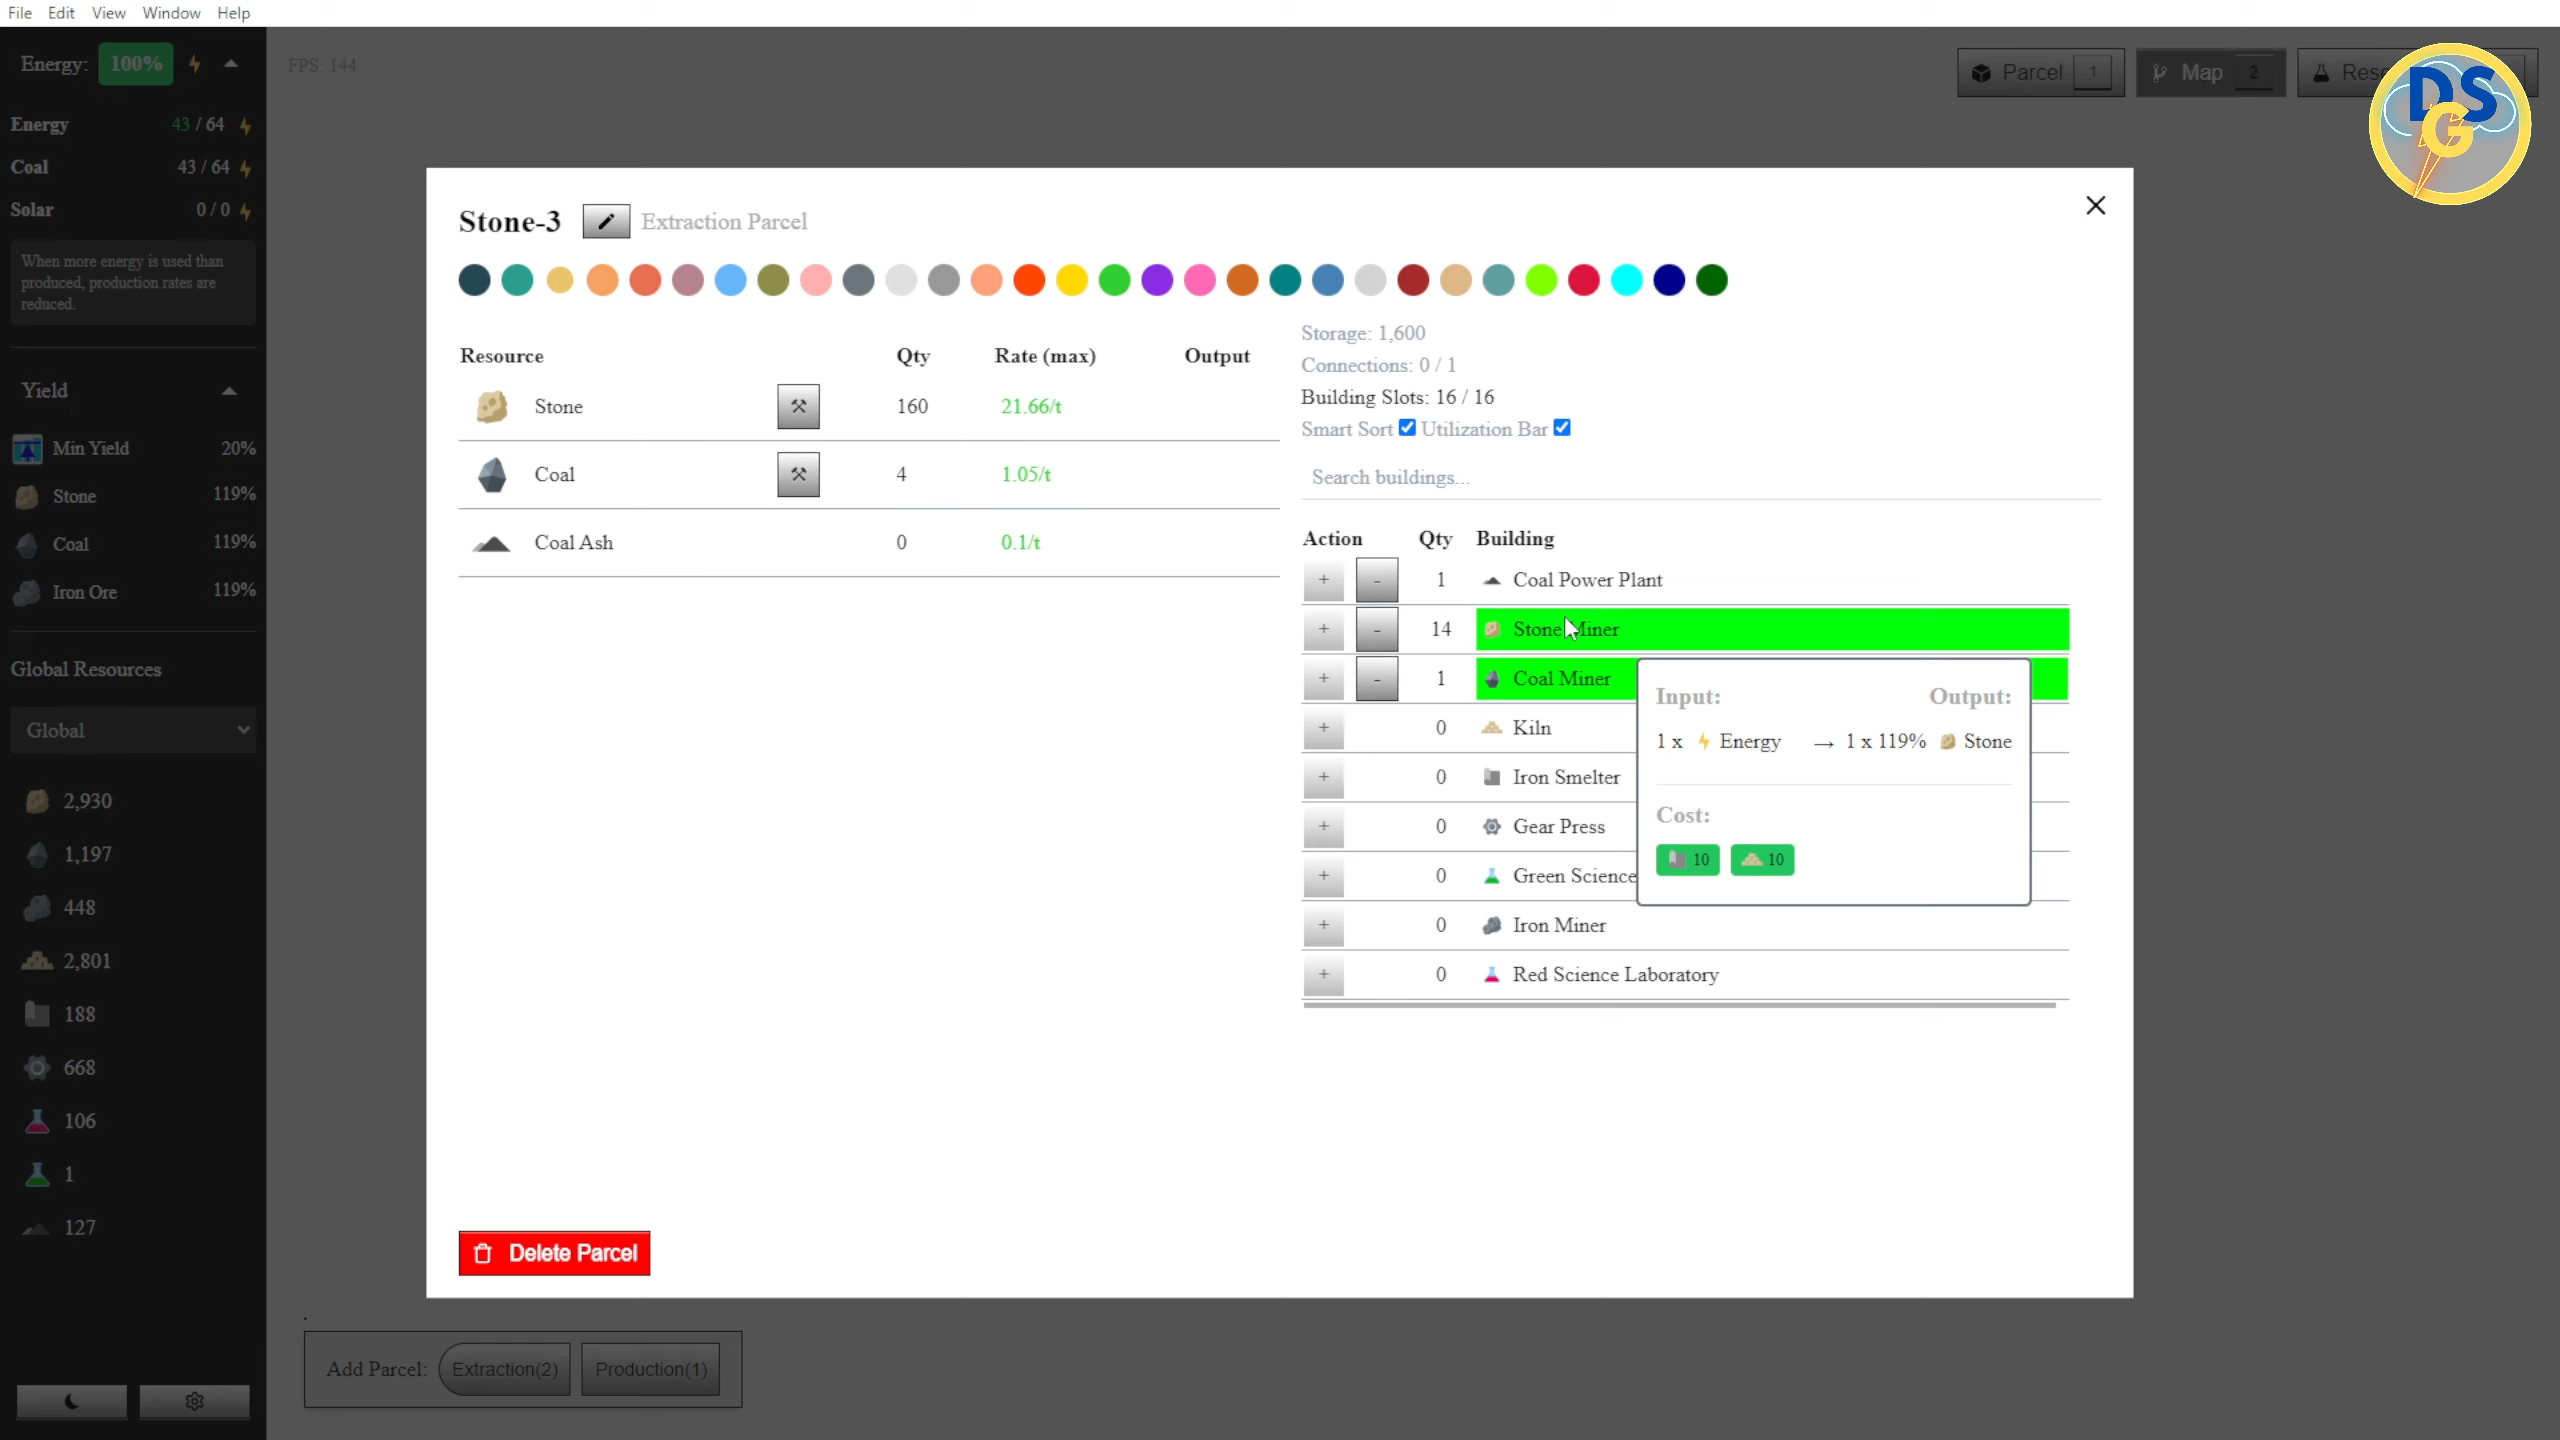 File Edit View Window Help
Energy: 100%
FPS: 144
Parcel 1
Map 2
DSG
Energy 43 / 64
Coal 43 / 64
Solar 0 / 0
When more energy is used than
produced, production rates are
reduced.
Yield
Min Yield 20%
Stone 119%
Coal 119%
Iron Ore 119%
Global Resources
Global
2,930
1,197
448
2,801
188
668
106
1
127
Stone-3 Extraction Parcel
Resource Qty Rate (max) Output
Stone 160 21.66/t
Coal 4 1.05/t
Coal Ash 0 0.1/t
Storage: 1,600
Connections: 0 / 1
Building Slots: 16 / 16
Smart Sort Utilization Bar
Search buildings...
Action Qty Building
+ - 1 Coal Power Plant
+ - 14 Stone Miner
+ - 1 Coal Miner
+ 0 Kiln
+ 0 Iron Smelter
+ 0 Gear Press
+ 0 Green Science
+ 0 Iron Miner
+ 0 Red Science Laboratory
Input: Output:
1 x Energy → 1 x 119% Stone
Cost:
10 10
Delete Parcel
Add Parcel: Extraction(2) Production(1)